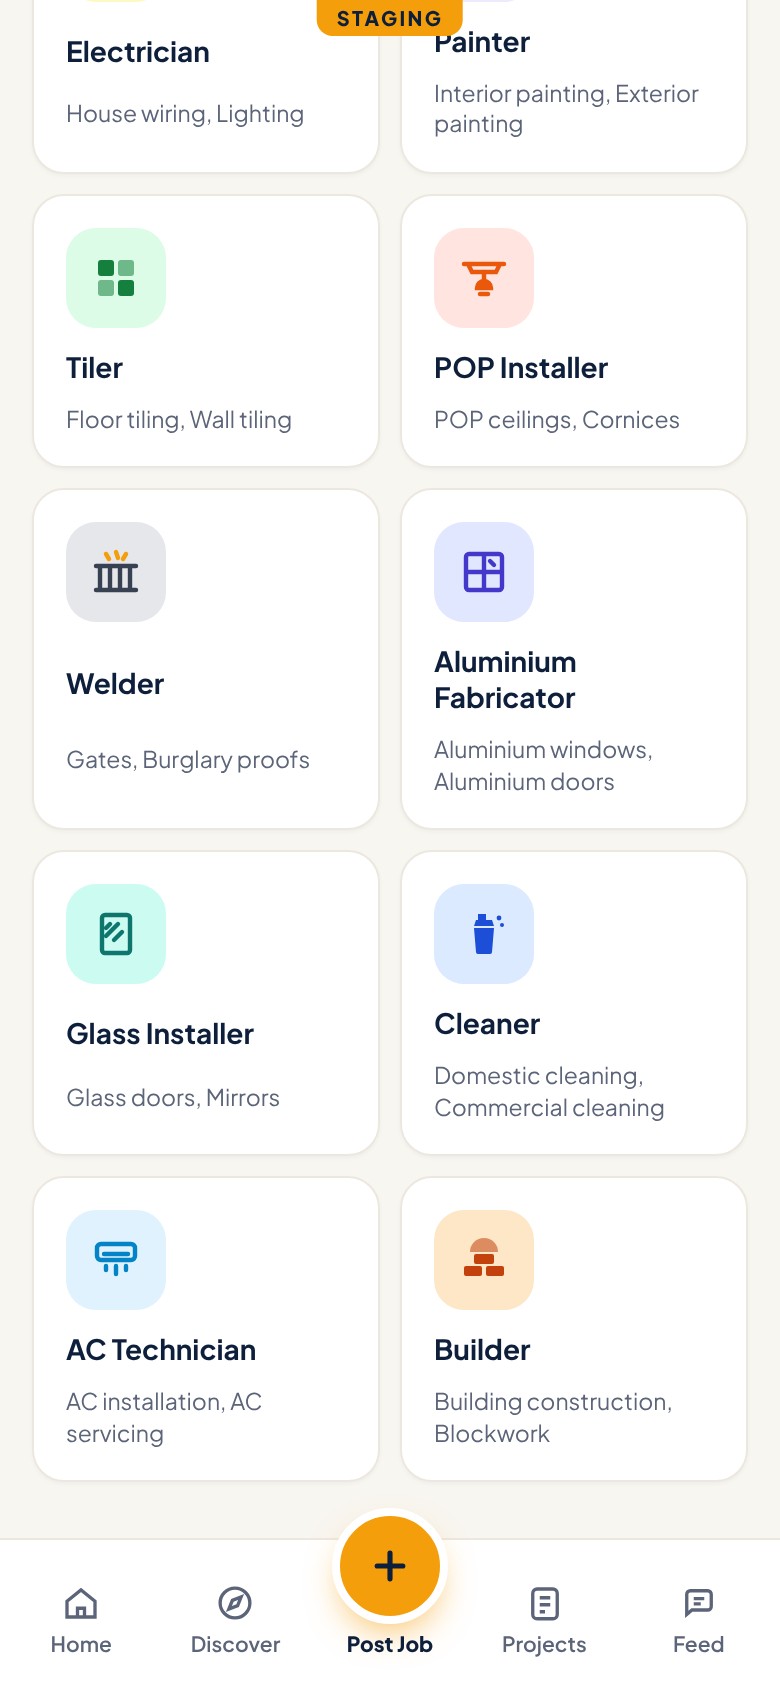 STAGING
Electrician
House wiring, Lighting
Painter
Interior painting, Exterior
painting
Tiler
Floor tiling, Wall tiling
POP Installer
POP ceilings, Cornices
Welder
Gates, Burglary proofs
Aluminium
Fabricator
Aluminium windows,
Aluminium doors
Glass Installer
Glass doors, Mirrors
Cleaner
Domestic cleaning,
Commercial cleaning
AC Technician
AC installation, AC
servicing
Builder
Building construction,
Blockwork
Home
Discover
Post Job
Projects
Feed